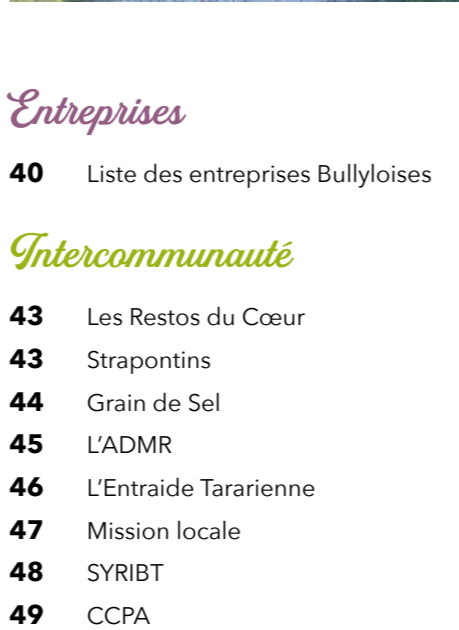 Entreprises
40 Liste des entreprises Bullyloises
Intercommunauté
43 Les Restos du Cœur
43 Strapontins
44 Grain de Sel
45 L'ADMR
46 L'Entraide Tararienne
47 Mission locale
48 SYRIBT
49 CCPA